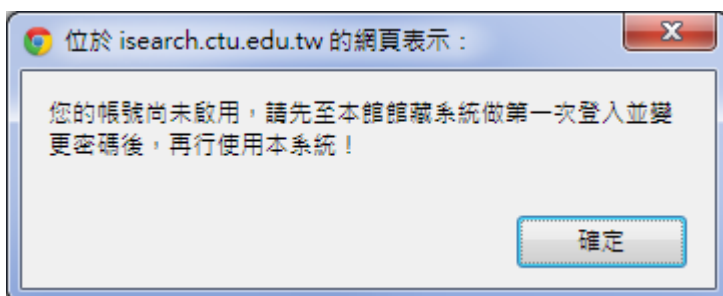 位於 isearch.ctu.edu.tw 的網頁表示：
您的帳號尚未啟用，請先至本館館藏系統做第一次登入並變
更密碼後，再行使用本系統！
確定